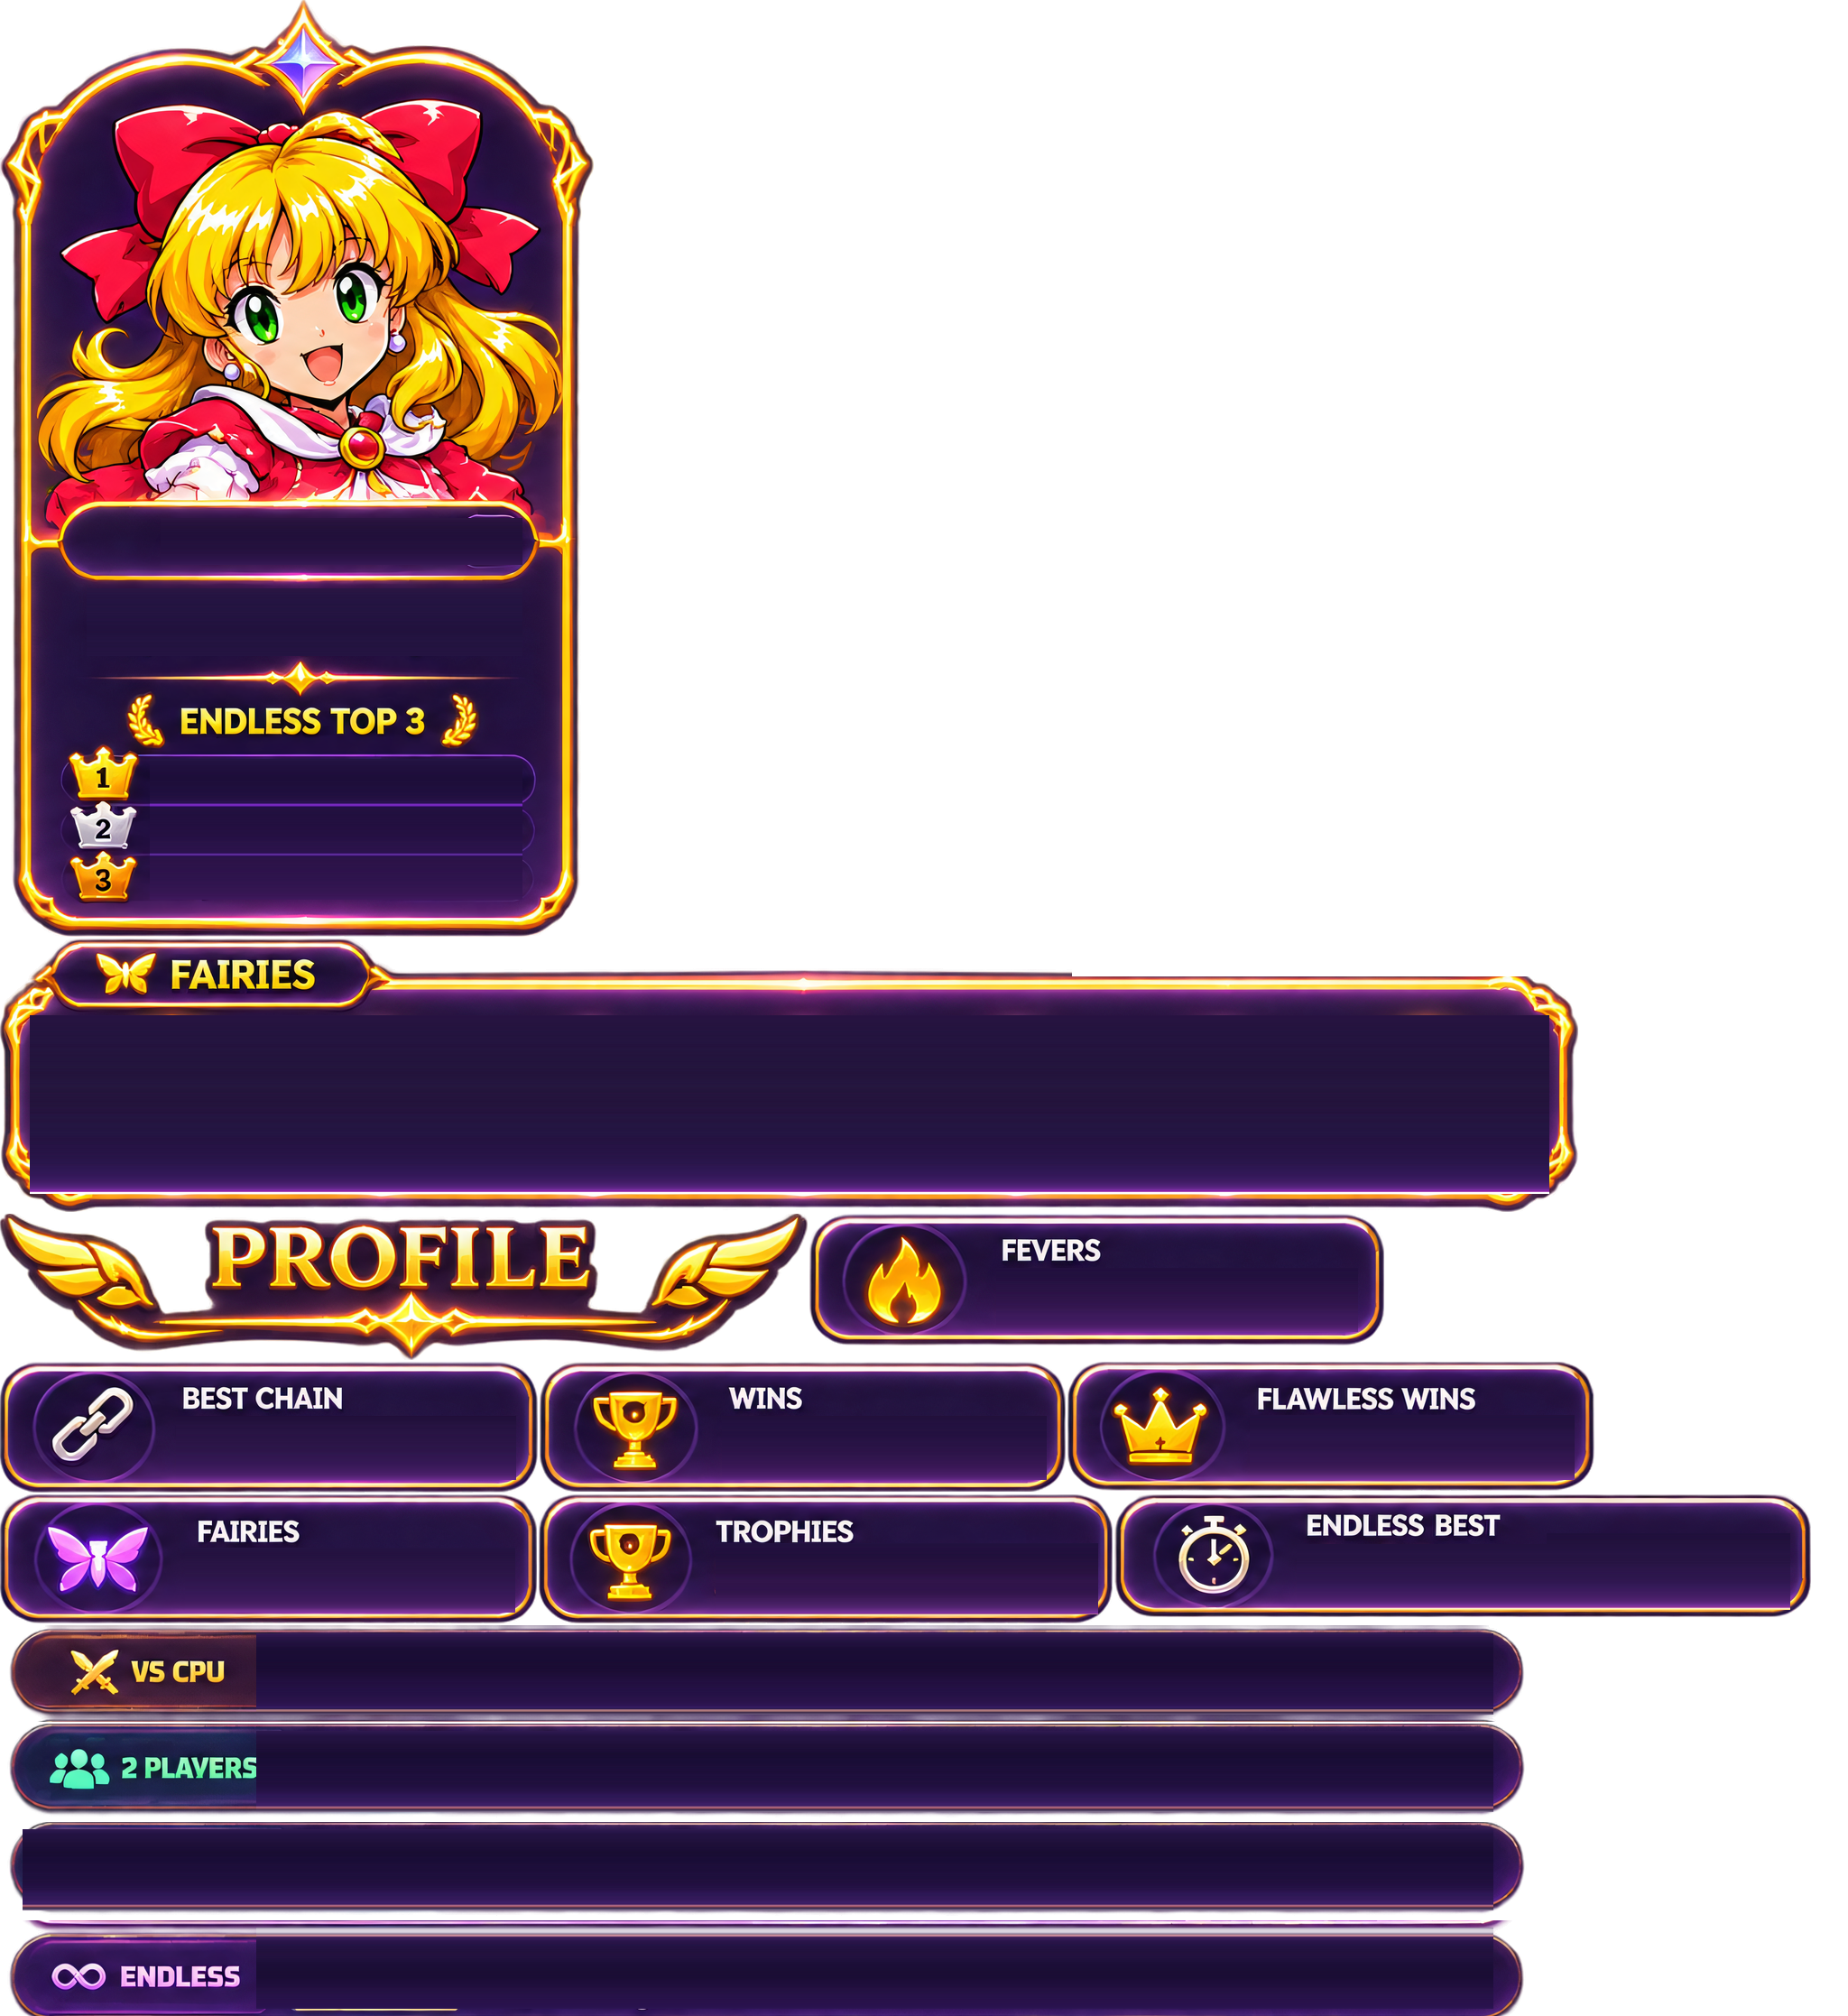 ENDLESS TOP 3
1
2
3
FAIRIES
PROFILE
FEVERS
BEST CHAIN
WINS
FLAWLESS WINS
FAIRIES
TROPHIES
ENDLESS BEST
VS CPU
2 PLAYERS
ENDLESS